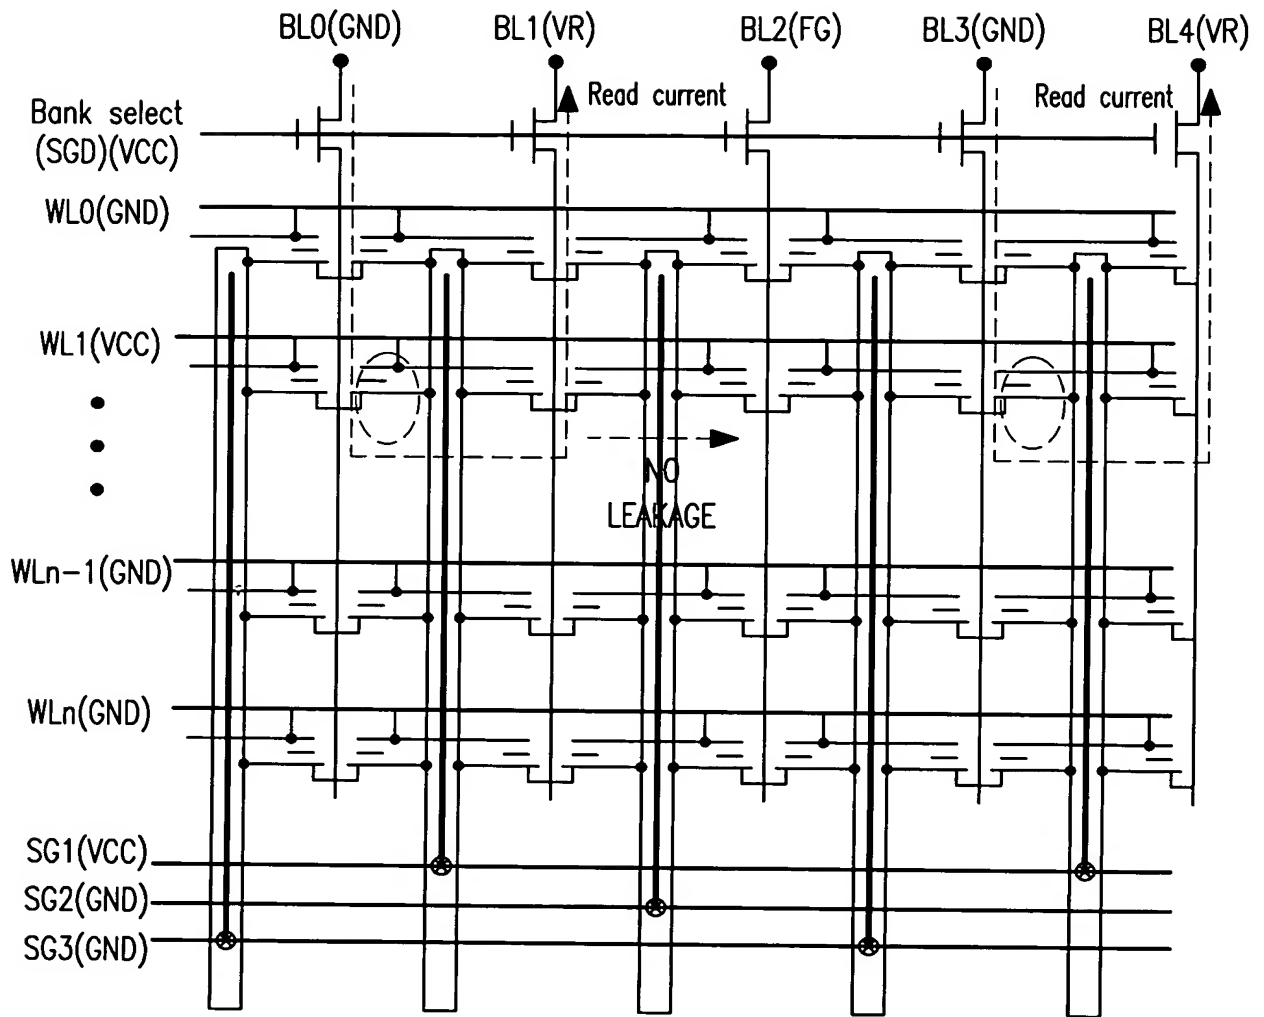 BL0(GND)
BL1(VR)
BL2(FG)
BL3(GND)
BL4(VR)
Bank select
(SGD)(VCC)
Read current
Read current
WL0(GND)
WL1(VCC)
NO
LEAKAGE
WLn-1(GND)
WLn(GND)
SG1(VCC)
SG2(GND)
SG3(GND)